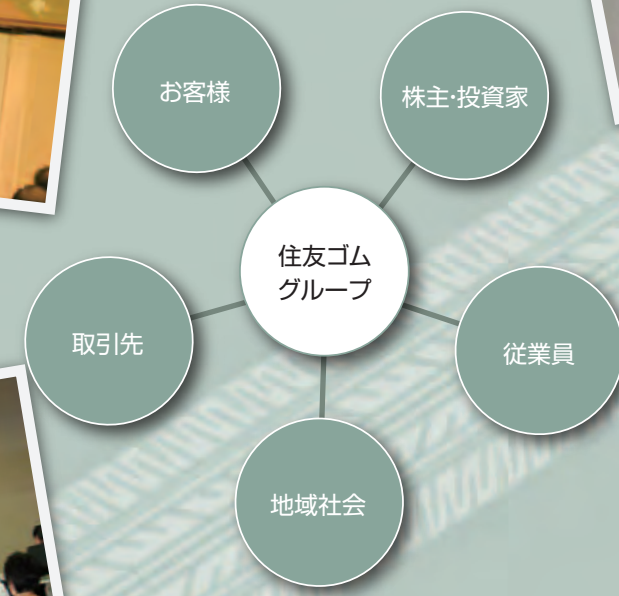 お客様
株主・投資家
住友ゴム
グループ
取引先
従業員
地域社会